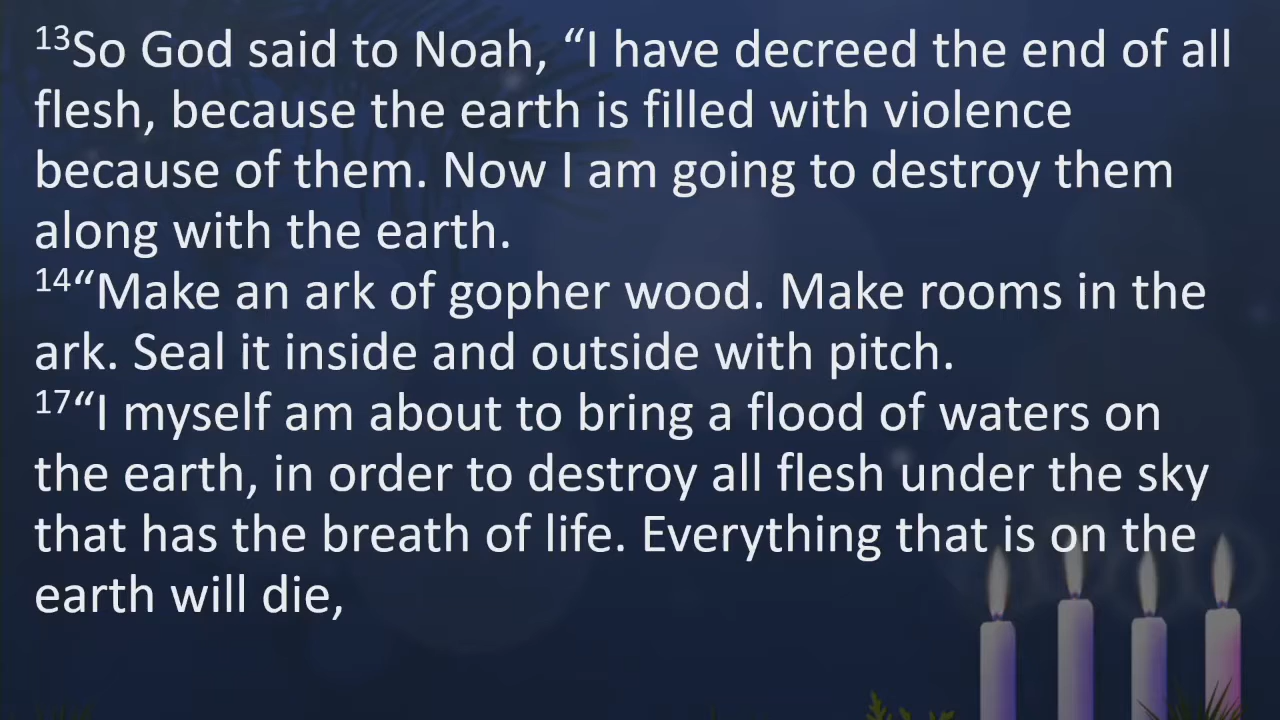 ¹³So God said to Noah, “I have decreed the end of all
flesh, because the earth is filled with violence
because of them. Now I am going to destroy them
along with the earth.
¹⁴“Make an ark of gopher wood. Make rooms in the
ark. Seal it inside and outside with pitch.
¹⁷“I myself am about to bring a flood of waters on
the earth, in order to destroy all flesh under the sky
that has the breath of life. Everything that is on the
earth will die,